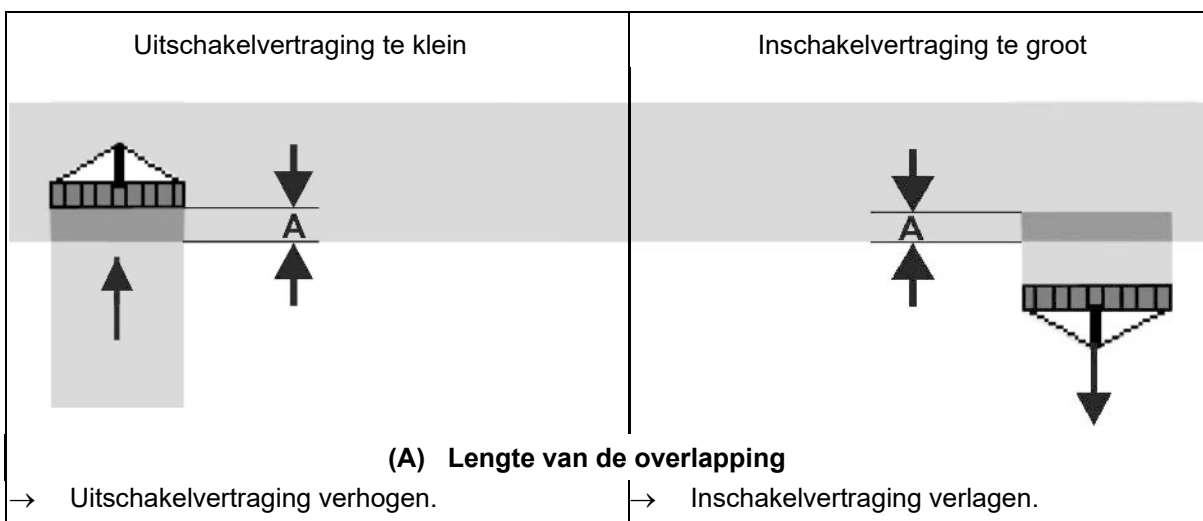 Uitschakelvertraging te klein
Inschakelvertraging te groot
A
A
(A) Lengte van de overlapping
→ Uitschakelvertraging verhogen.
→ Inschakelvertraging verlagen.